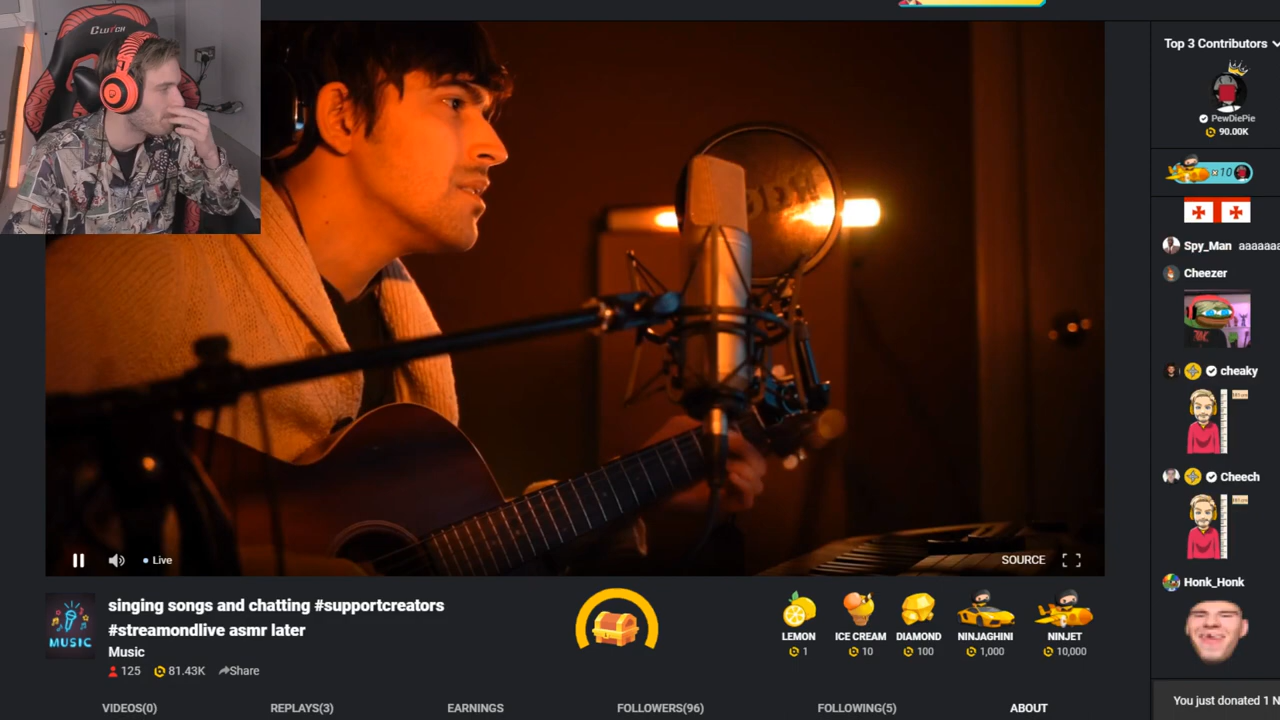 CLUTCH
Top 3 Contributors
PewDiePie
90.00K
× 10
Spy_Man aaaaaaa
Cheezer
cheaky
Cheech
Honk_Honk
Live
SOURCE
MUSIC
singing songs and chatting #supportcreators
#streamondlive asmr later
Music
125 81.43K Share
LEMON
1
ICE CREAM
10
DIAMOND
100
NINJAGHINI
1,000
NINJET
10,000
VIDEOS(0) REPLAYS(3) EARNINGS FOLLOWERS(96) FOLLOWING(5) ABOUT
You just donated 1 N